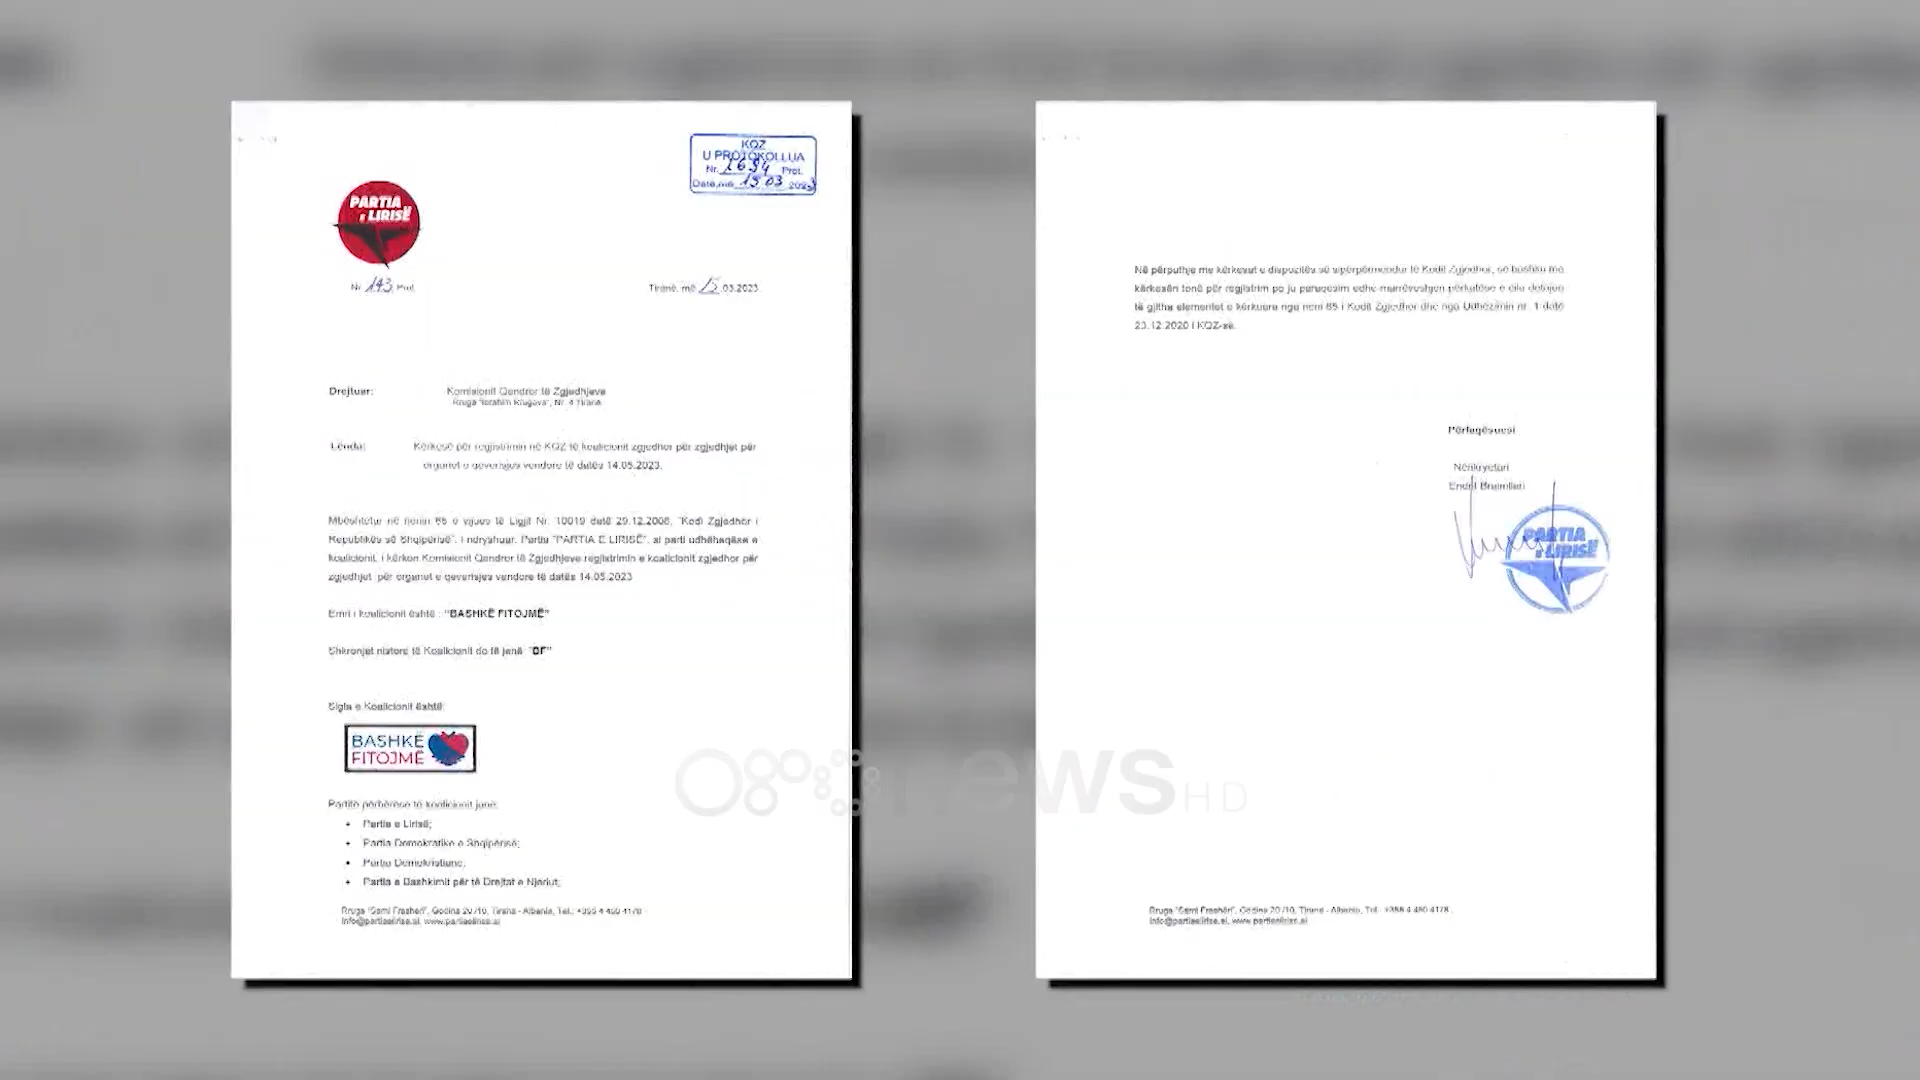 KQZ
U PROTOKOLLUA
Nr. 1694 Prot.
Datë, më 15 03 2023
PARTIA
e LIRISË
Nr. 143 Prot.
Tiranë, më 15.03.2023
Drejtuar: Komisionit Qendror të Zgjedhjeve
Rruga "Ibrahim Rugova", Nr. 4 Tiranë
Lënda: Kërkesë për regjistrimin në KQZ të koalicionit zgjedhor për zgjedhjet për
organet e qeverisjes vendore të datës 14.05.2023.
Mbështetur në nenin 65 e vijues të Ligjit Nr. 10019 datë 29.12.2008, "Kodi Zgjedhor i
Republikës së Shqipërisë", i ndryshuar, Partia "PARTIA E LIRISË", si parti udhëheqëse e
koalicionit, i kërkon Komisionit Qendror të Zgjedhjeve regjistrimin e koalicionit zgjedhor për
zgjedhjet për organet e qeverisjes vendore të datës 14.05.2023
Emri i koalicionit është : "BASHKË FITOJMË"
Shkronjat nistore të Koalicionit do të jenë "BF"
Sigla e Koalicionit është:
BASHKË
FITOJMË
Partitë përbërëse të koalicionit janë:
• Partia e Lirisë;
• Partia Demokratike e Shqipërisë;
• Partia Demokristiane;
• Partia e Bashkimit për të Drejtat e Njeriut;
Rruga "Sami Frashëri", Godina 20 /10, Tirana - Albania, Tel.: +355 4 450 4178
info@partiaelirise.al, www.partiaelirise.al
Në përputhje me kërkesat e dispozitës së sipërpërmendur të Kodit Zgjedhor, së bashku me
kërkesën tonë për regjistrim po ju paraqesim edhe marrëveshjen përkatëse e cila detajon
të gjitha elementet e kërkuara nga neni 65 i Kodit Zgjedhor dhe nga Udhëzimin nr. 1 datë
23.12.2020 i KQZ-së.
Përfaqësuesi
Nënkryetari
Endrit Braimllari
PARTIA
e LIRISË
Rruga "Sami Frashëri", Godina 20 /10, Tirana - Albania, Tel.: +355 4 450 4178
info@partiaelirise.al, www.partiaelirise.al
news HD